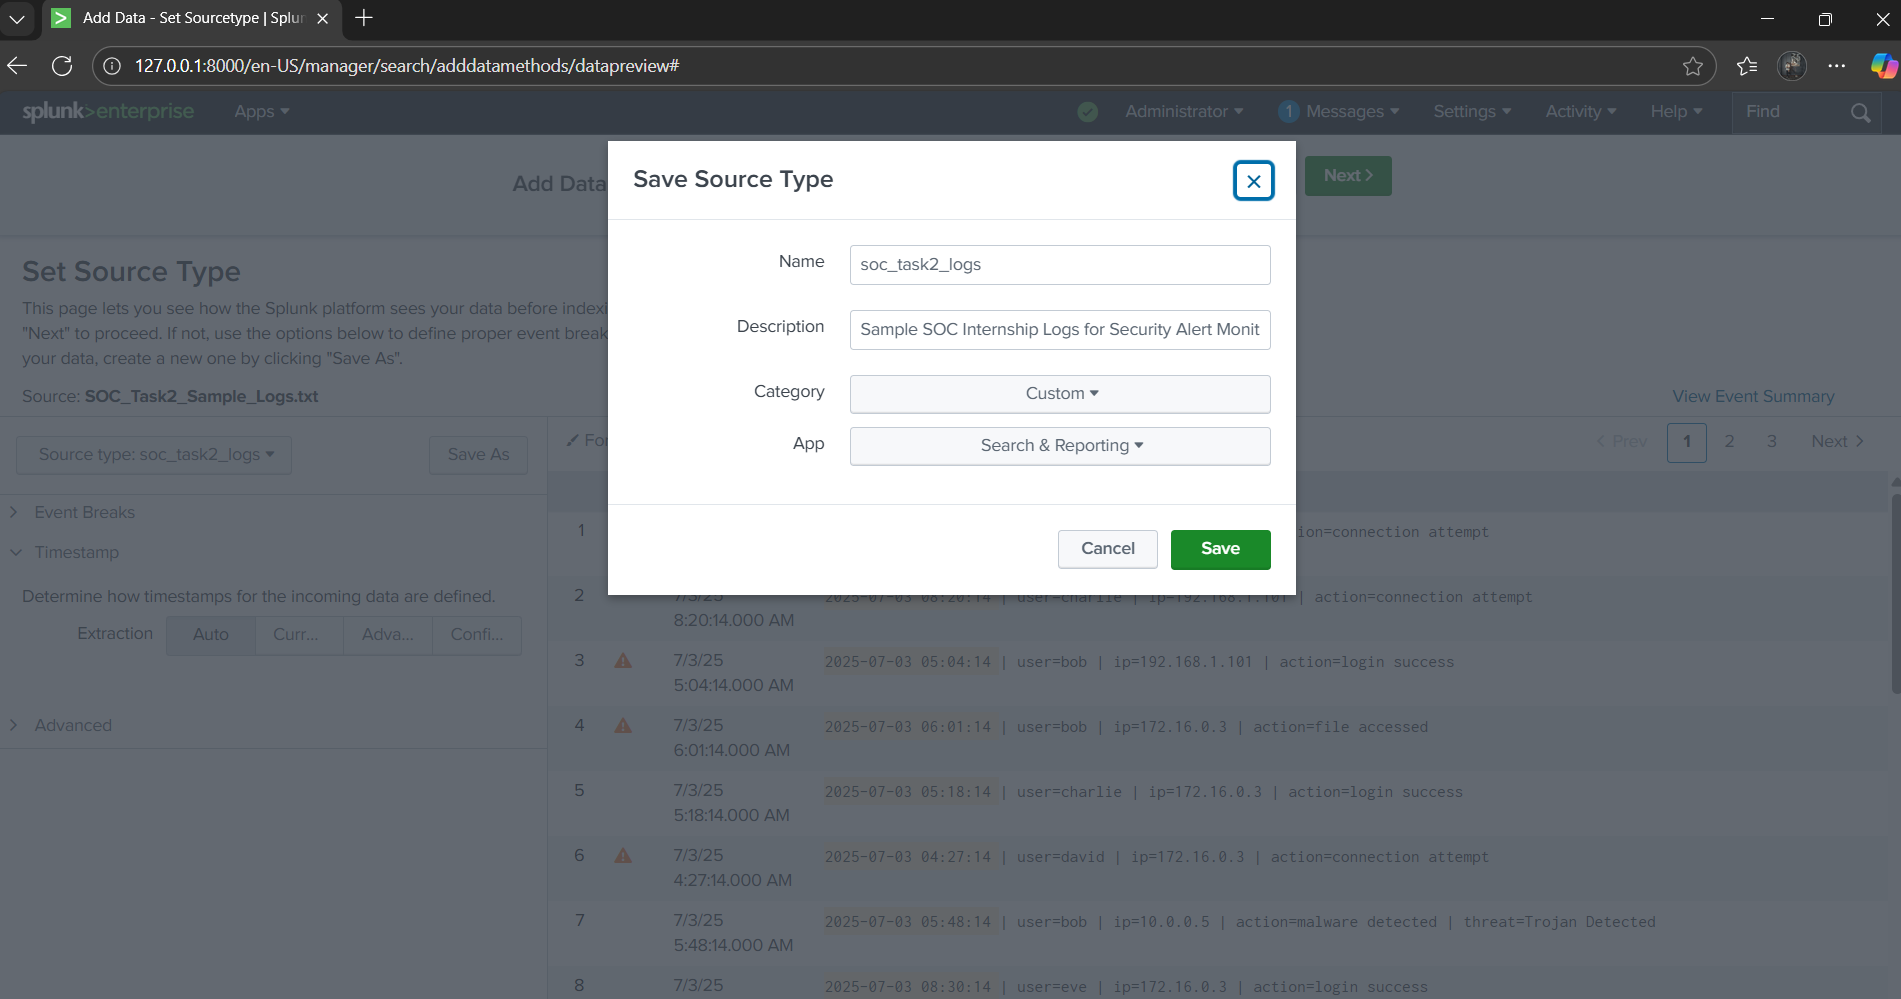 Add Data - Set Sourcetype | Splun
127.0.0.1:8000/en-US/manager/search/adddatamethods/datapreview#
splunk>enterprise Apps Administrator 1 Messages Settings Activity Help Find
Add Data
Next >
Save Source Type
Name soc_task2_logs
Description Sample SOC Internship Logs for Security Alert Monit
Category Custom
App Search & Reporting
Cancel Save
Set Source Type
This page lets you see how the Splunk platform sees your data before indexi
"Next" to proceed. If not, use the options below to define proper event break
your data, create a new one by clicking "Save As".
Source: SOC_Task2_Sample_Logs.txt
View Event Summary
Source type: soc_task2_logs Save As
For
< Prev 1 2 3 Next >
Event Breaks
Timestamp
Determine how timestamps for the incoming data are defined.
Extraction Auto Curr... Adva... Confi...
Advanced
1 ion=connection attempt
2 7/3/25 2025-07-03 08:20:14 | user=charlie | ip=192.168.1.101 | action=connection attempt
8:20:14.000 AM
3 7/3/25 2025-07-03 05:04:14 | user=bob | ip=192.168.1.101 | action=login success
5:04:14.000 AM
4 7/3/25 2025-07-03 06:01:14 | user=bob | ip=172.16.0.3 | action=file accessed
6:01:14.000 AM
5 7/3/25 2025-07-03 05:18:14 | user=charlie | ip=172.16.0.3 | action=login success
5:18:14.000 AM
6 7/3/25 2025-07-03 04:27:14 | user=david | ip=172.16.0.3 | action=connection attempt
4:27:14.000 AM
7 7/3/25 2025-07-03 05:48:14 | user=bob | ip=10.0.0.5 | action=malware detected | threat=Trojan Detected
5:48:14.000 AM
8 7/3/25 2025-07-03 08:30:14 | user=eve | ip=172.16.0.3 | action=login success